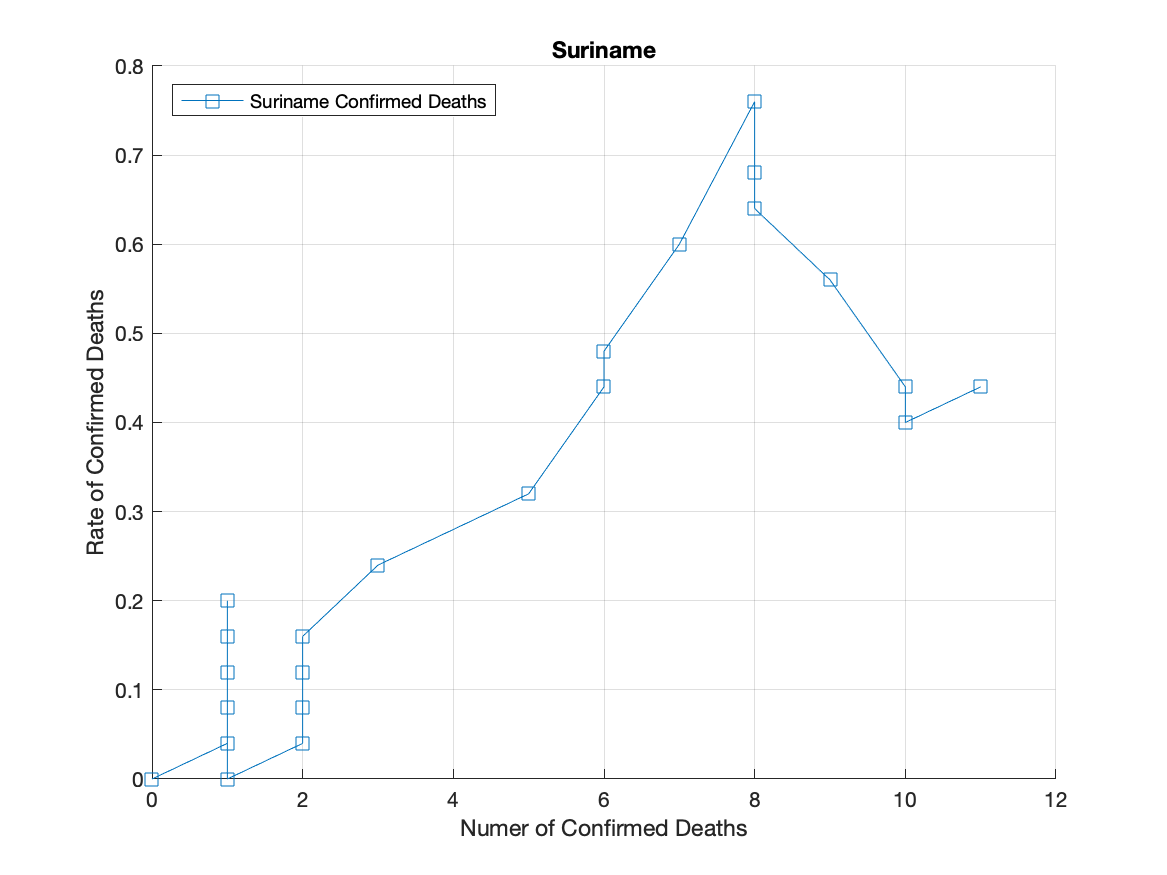 Suriname
Suriname Confirmed Deaths
Rate of Confirmed Deaths
0.8
0.7
0.6
0.5
0.4
0.3
0.2
0.1
0
0 2 4 6 8 10 12
Numer of Confirmed Deaths